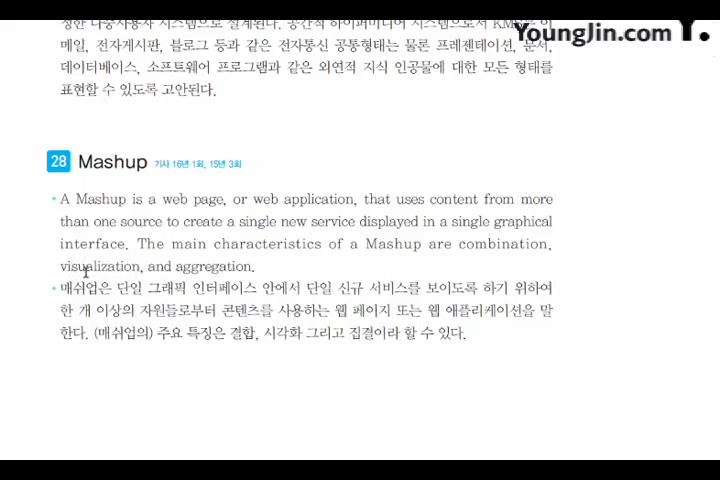 정한 다중사용자 시스템으로 설계된다. 공간적 하이퍼미디어 시스템으로서 KMS는 이
YoungJin.com Y.
메일, 전자게시판, 블로그 등과 같은 전자통신 공통형태는 물론 프레젠테이션, 문서,
데이터베이스, 소프트웨어 프로그램과 같은 외연적 지식 인공물에 대한 모든 형태를
표현할 수 있도록 고안된다.
28 Mashup 기사 16년 1회, 15년 3회
• A Mashup is a web page, or web application, that uses content from more
than one source to create a single new service displayed in a single graphical
interface. The main characteristics of a Mashup are combination,
visualization, and aggregation.
• 매쉬업은 단일 그래픽 인터페이스 안에서 단일 신규 서비스를 보이도록 하기 위하여
한 개 이상의 자원들로부터 콘텐츠를 사용하는 웹 페이지 또는 웹 애플리케이션을 말
한다. (매쉬업의) 주요 특징은 결합, 시각화 그리고 집결이라 할 수 있다.